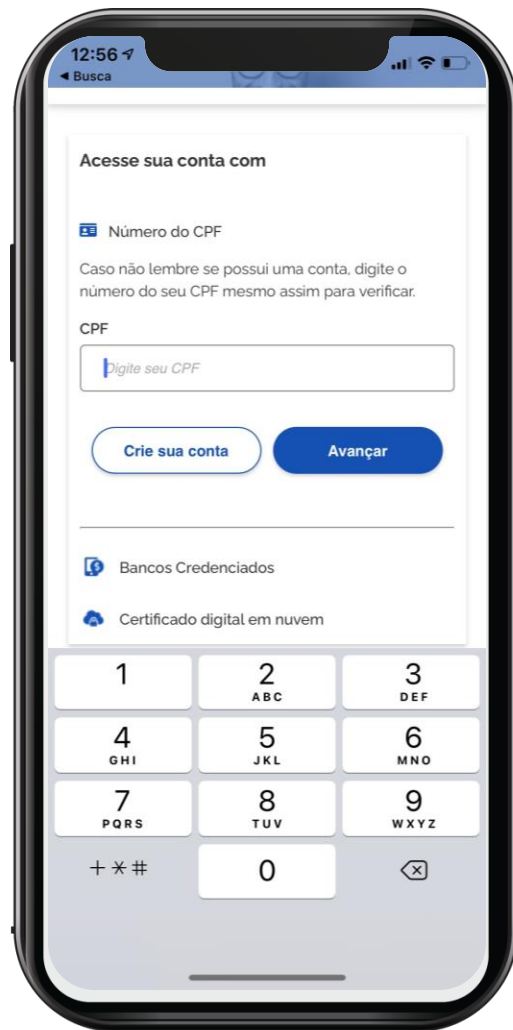 12:56
◀ Busca
Acesse sua conta com
Número do CPF
Caso não lembre se possui uma conta, digite o
número do seu CPF mesmo assim para verificar.
CPF
Digite seu CPF
Crie sua conta
Avançar
Bancos Credenciados
Certificado digital em nuvem
1 2 3
ABC DEF
4 5 6
GHI JKL MNO
7 8 9
PQRS TUV WXYZ
+*# 0